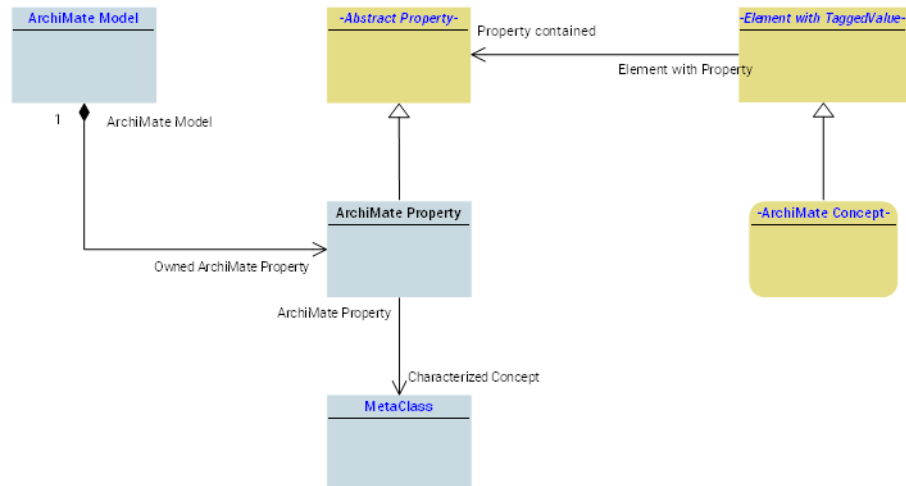 ArchiMate Model
-Abstract Property-
-Element with TaggedValue-
Property contained
Element with Property
1
ArchiMate Model
ArchiMate Property
-ArchiMate Concept-
Owned ArchiMate Property
ArchiMate Property
Characterized Concept
MetaClass